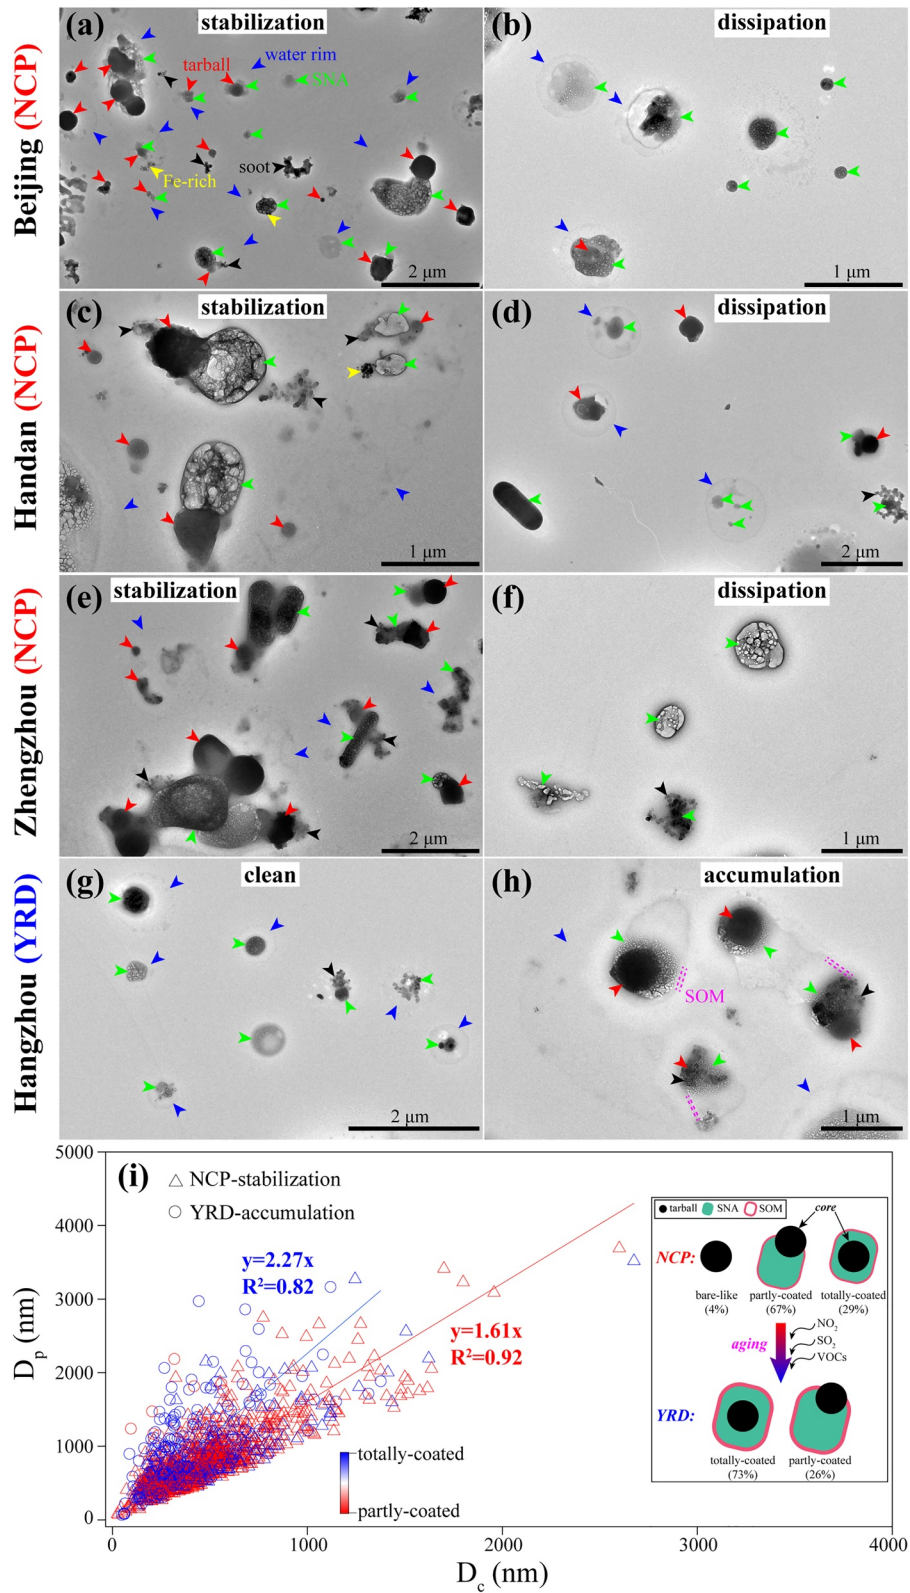 Beijing (NCP)
(a)
stabilization
tarball
water rim
SNA
soot
Fe-rich
2 μm
(b)
dissipation
1 μm
Handan (NCP)
(c)
stabilization
1 μm
(d)
dissipation
2 μm
Zhengzhou (NCP)
(e)
stabilization
2 μm
(f)
dissipation
1 μm
Hangzhou (YRD)
(g)
clean
2 μm
(h)
accumulation
SOM
1 μm
(i)
NCP-stabilization
YRD-accumulation
y=2.27x
R²=0.82
y=1.61x
R²=0.92
totally-coated
partly-coated
5000
4000
3000
2000
1000
0
Dp (nm)
0
1000
2000
3000
4000
Dc (nm)
tarball SNA SOM
core
NCP:
bare-like
(4%)
partly-coated
(67%)
totally-coated
(29%)
aging
NO₂
SO₂
VOCs
YRD:
totally-coated
(73%)
partly-coated
(26%)